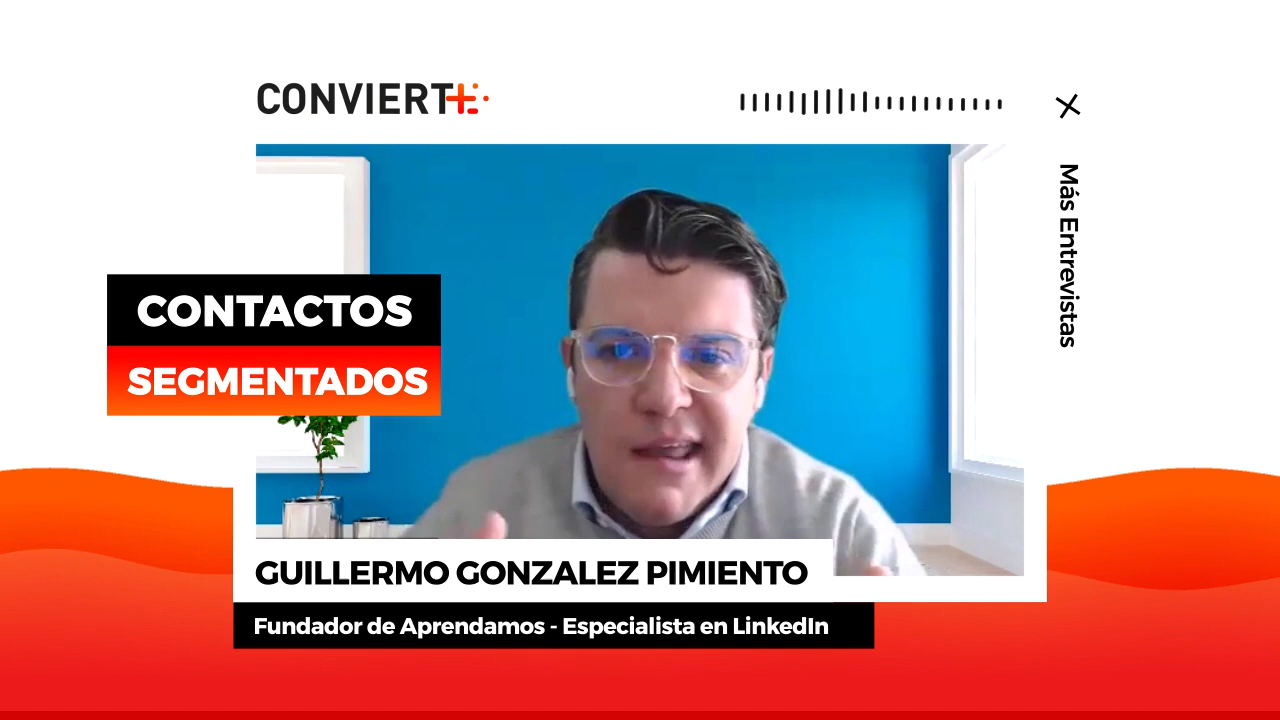 CONVIERT+
Más Entrevistas
CONTACTOS
SEGMENTADOS
GUILLERMO GONZALEZ PIMIENTO
Fundador de Aprendamos - Especialista en LinkedIn